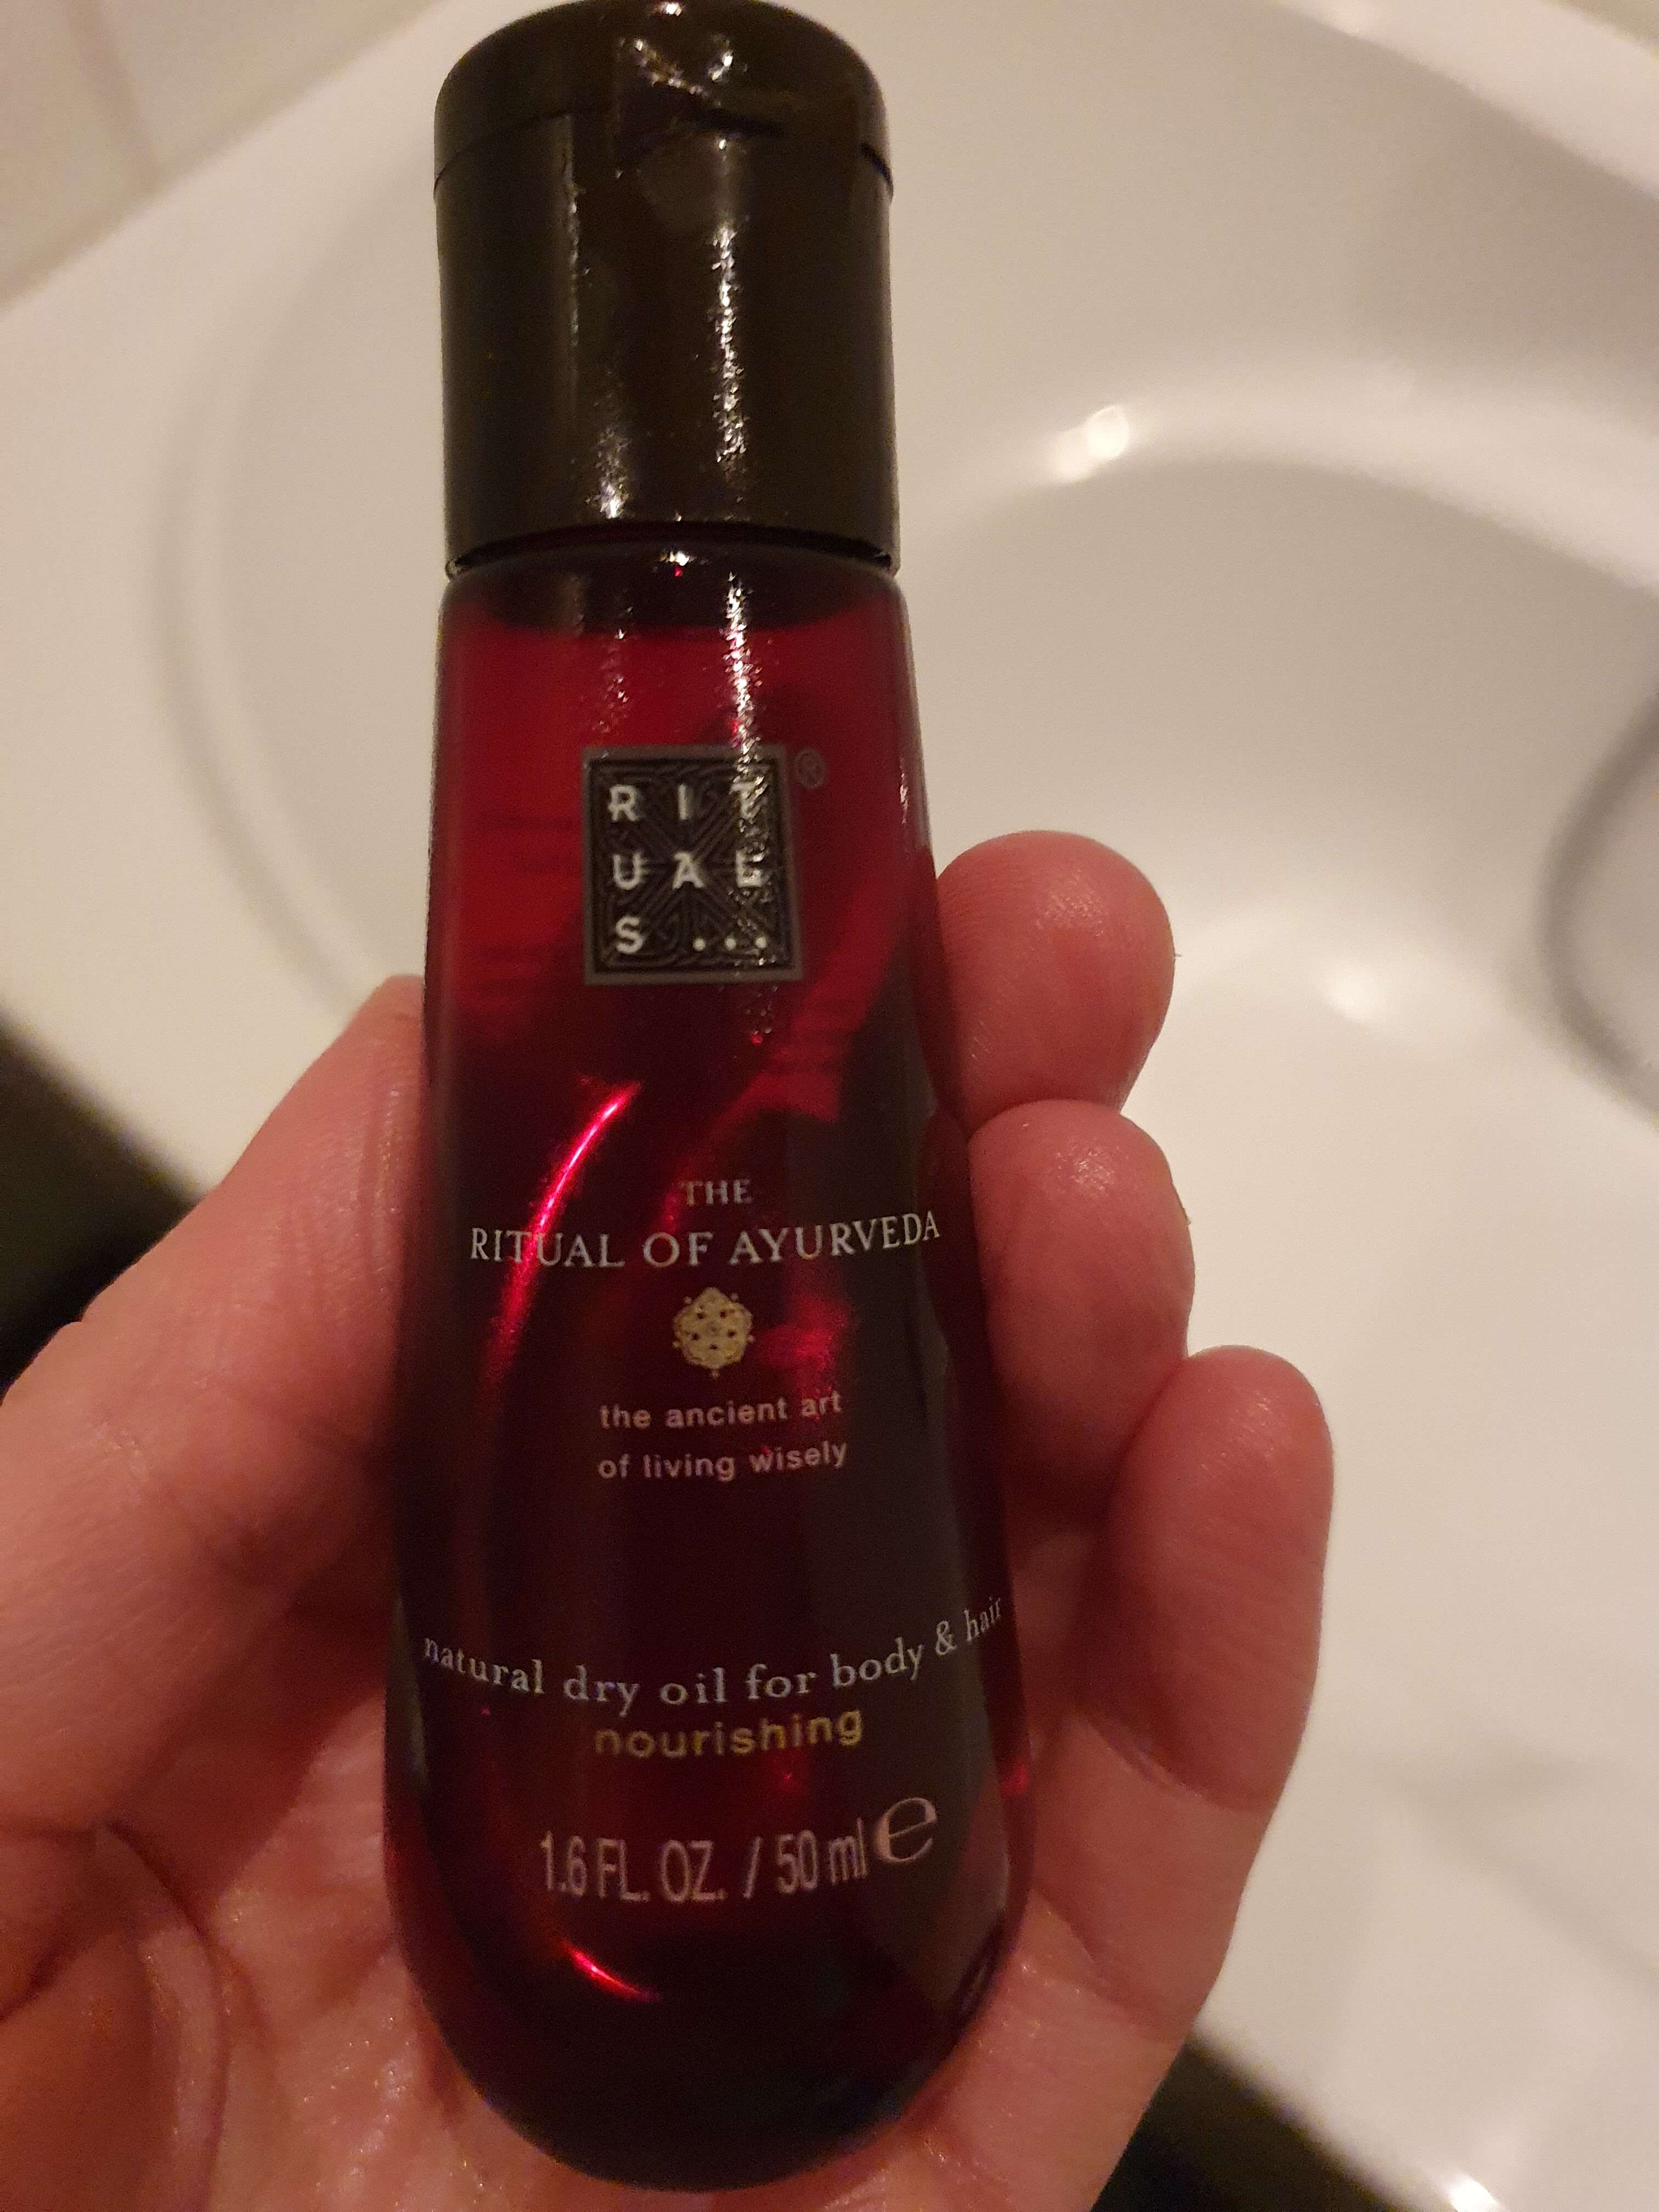 RIT
UAL
S...
®
THE
RITUAL OF AYURVEDA
the ancient art
of living wisely
natural dry oil for body & hair
nourishing
1.6 FL. OZ. / 50 ml ℮